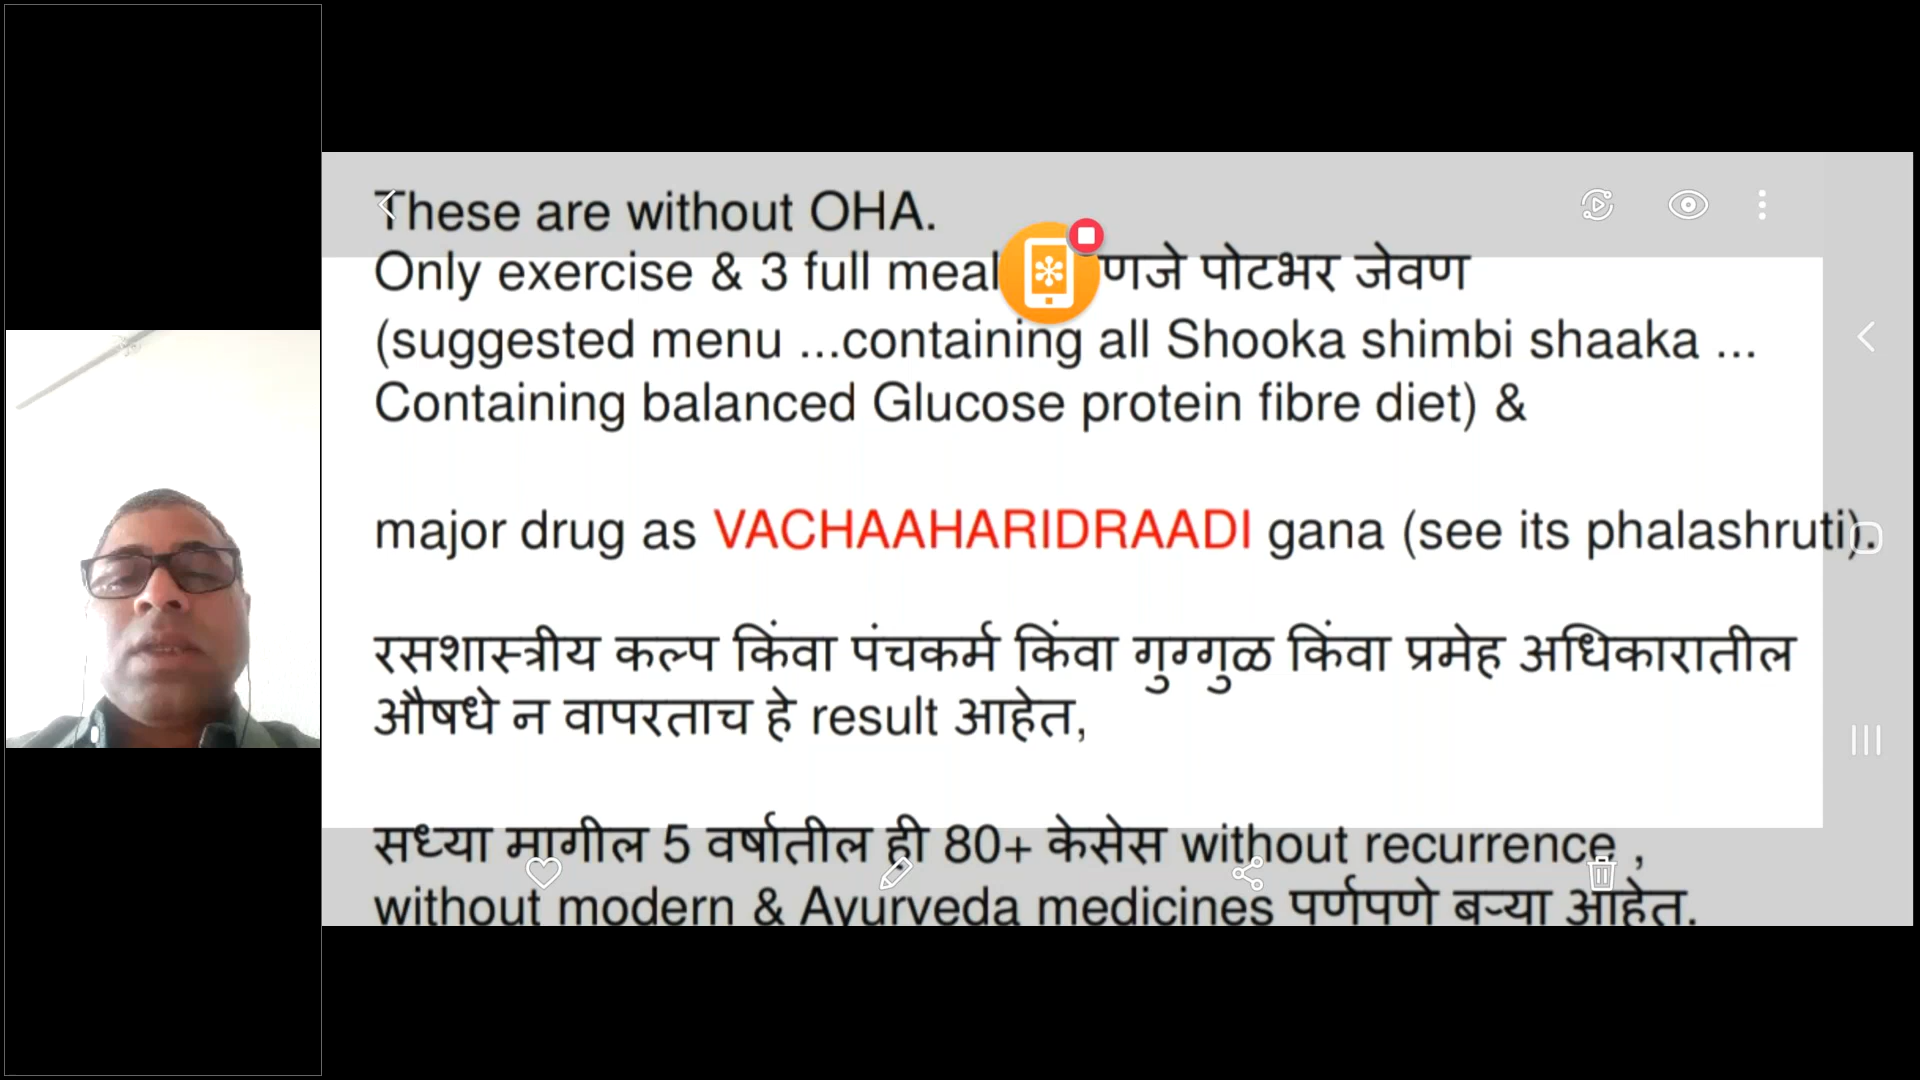 These are without OHA.
Only exercise & 3 full meal णजे पोटभर जेवण
(suggested menu ...containing all Shooka shimbi shaaka ...
Containing balanced Glucose protein fibre diet) &
major drug as VACHAAHARIDRAADI gana (see its phalashruti).
रसशास्त्रीय कल्प किंवा पंचकर्म किंवा गुग्गुळ किंवा प्रमेह अधिकारातील
औषधे न वापरताच हे result आहेत,
सध्या मागील 5 वर्षातील ही 80+ केसेस without recurrence ,
without modern & Ayurveda medicines पूर्णपणे बऱ्या आहेत.